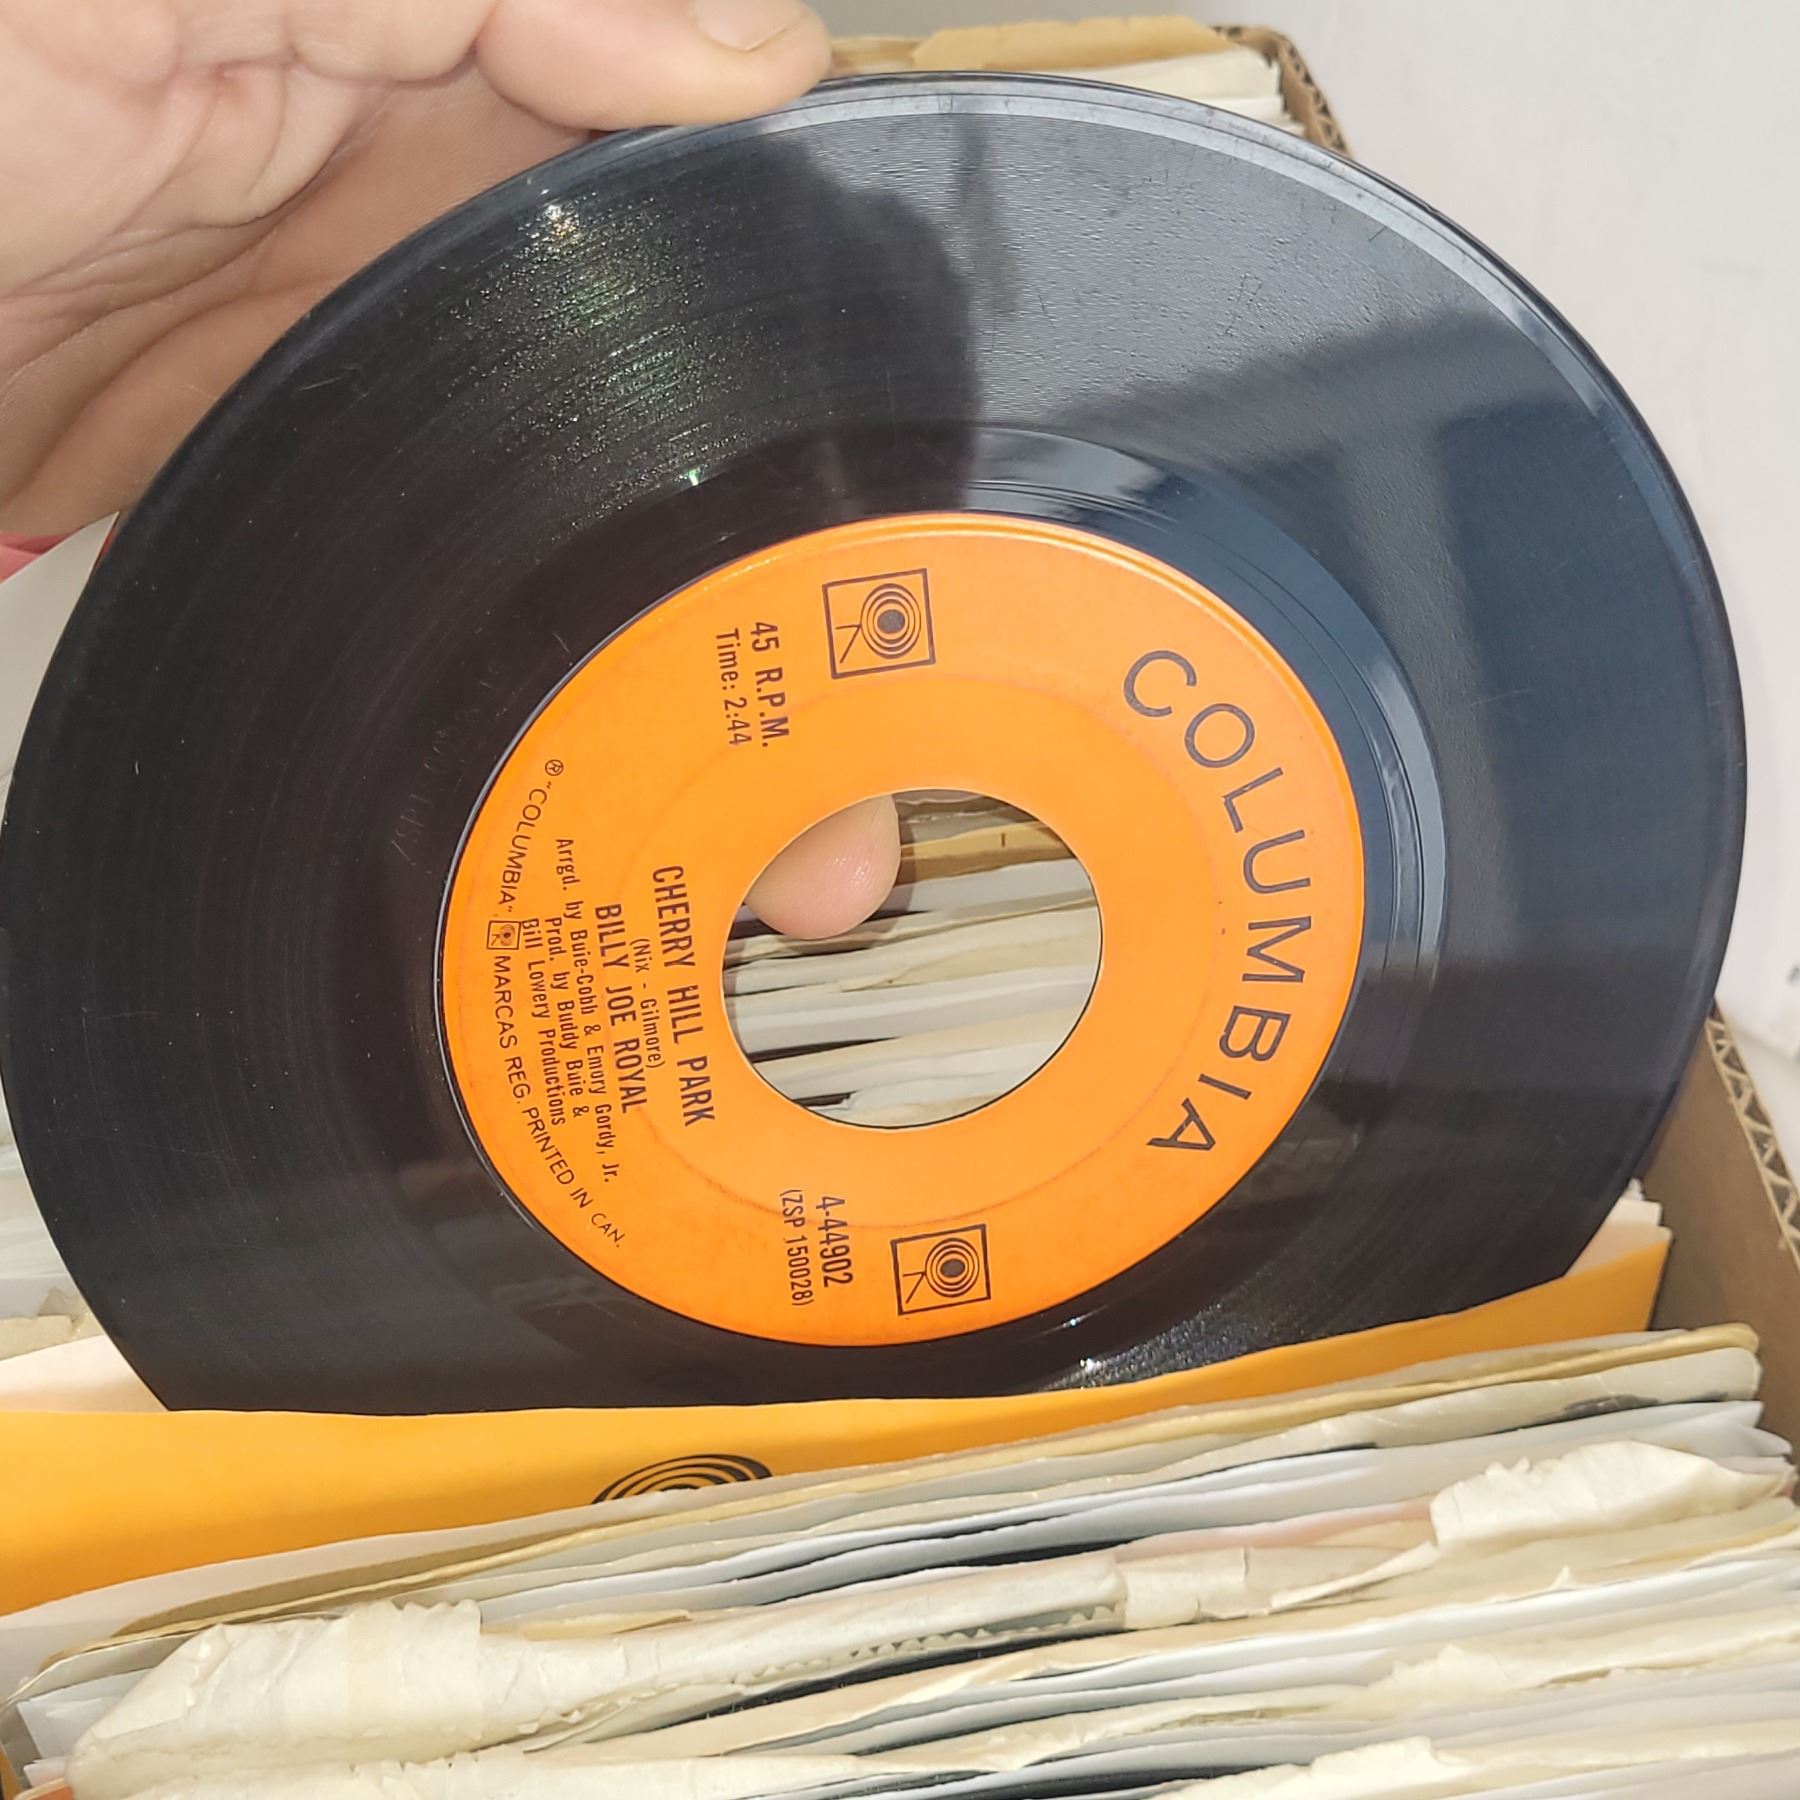 COLUMBIA
45 R.P.M.
Time: 2:44
4-44902
(ZSP 150028)
CHERRY HILL PARK
(Nix - Gilmore)
BILLY JOE ROYAL
Arrgd. by Buie-Cobb & Emory Gordy, Jr.
Prod. by Buddy Buie &
Bill Lowery Productions
® "COLUMBIA", MARCAS REG. PRINTED IN CAN.